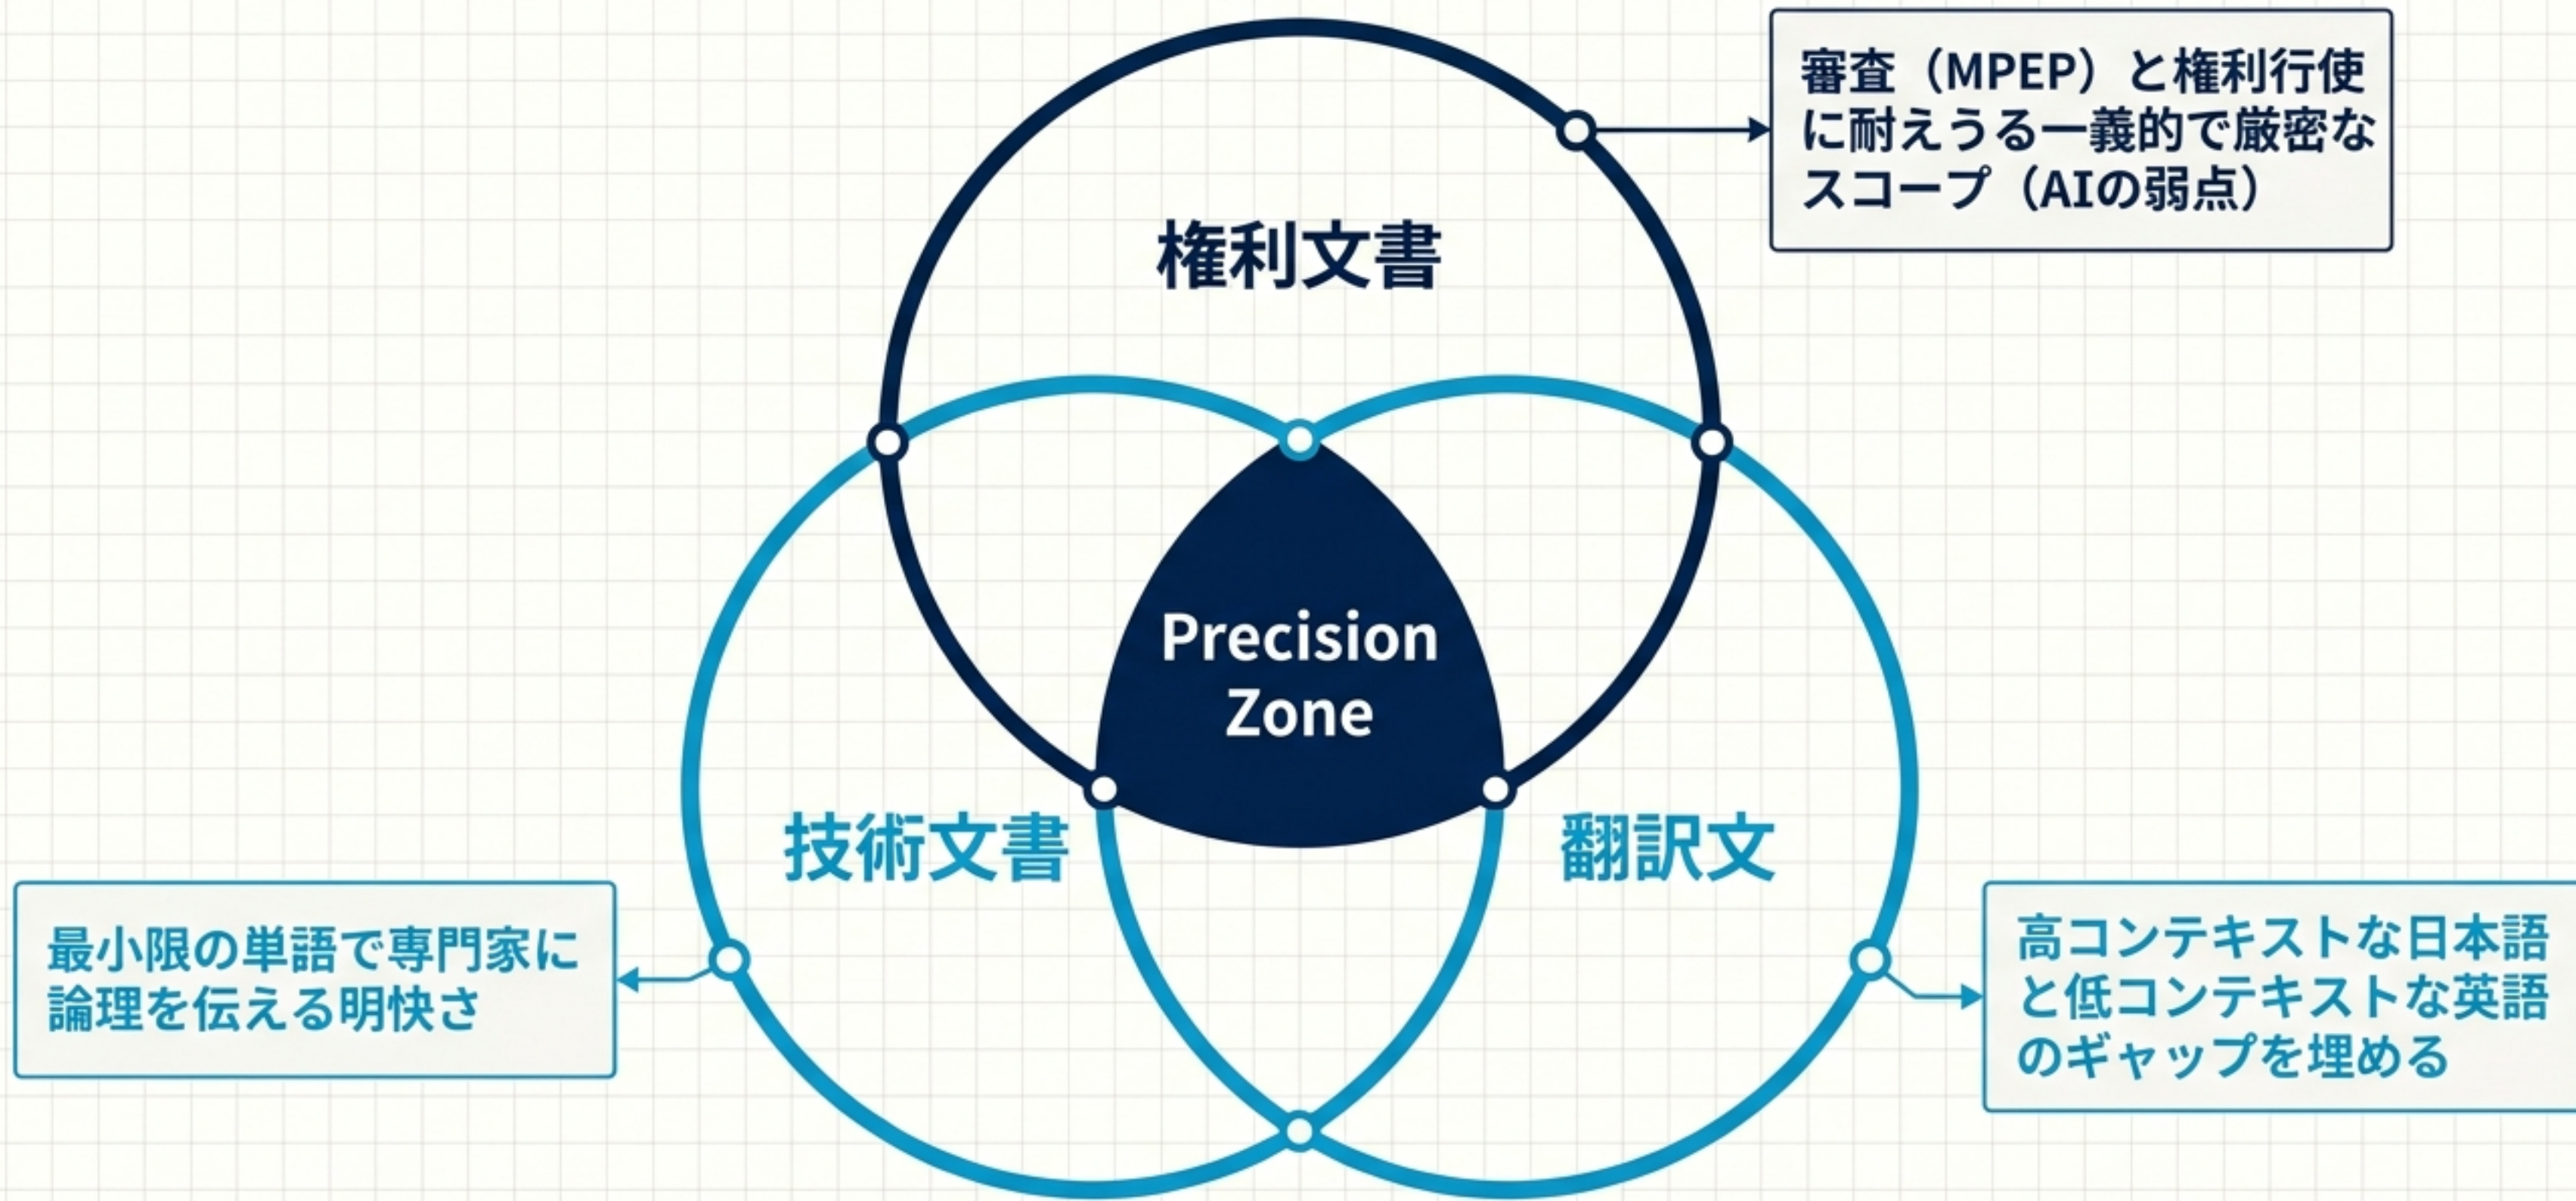 審査（MPEP）と権利行使
に耐えうる一義的で厳密な
スコープ（AIの弱点）
権利文書
Precision
Zone
技術文書
翻訳文
最小限の単語で専門家に
論理を伝える明快さ
高コンテキストな日本語
と低コンテキストな英語
のギャップを埋める